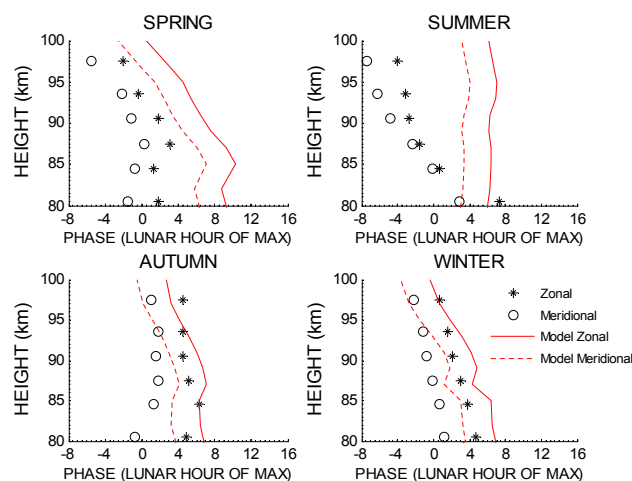 SPRING
SUMMER
100
95
90
85
80
HEIGHT (km)
-8 -4 0 4 8 12 16
PHASE (LUNAR HOUR OF MAX)
100
95
90
85
80
HEIGHT (km)
-8 -4 0 4 8 12 16
PHASE (LUNAR HOUR OF MAX)
AUTUMN
WINTER
100
95
90
85
80
HEIGHT (km)
-8 -4 0 4 8 12 16
PHASE (LUNAR HOUR OF MAX)
100
95
90
85
80
HEIGHT (km)
-8 -4 0 4 8 12 16
PHASE (LUNAR HOUR OF MAX)
Zonal
Meridional
Model Zonal
Model Meridional